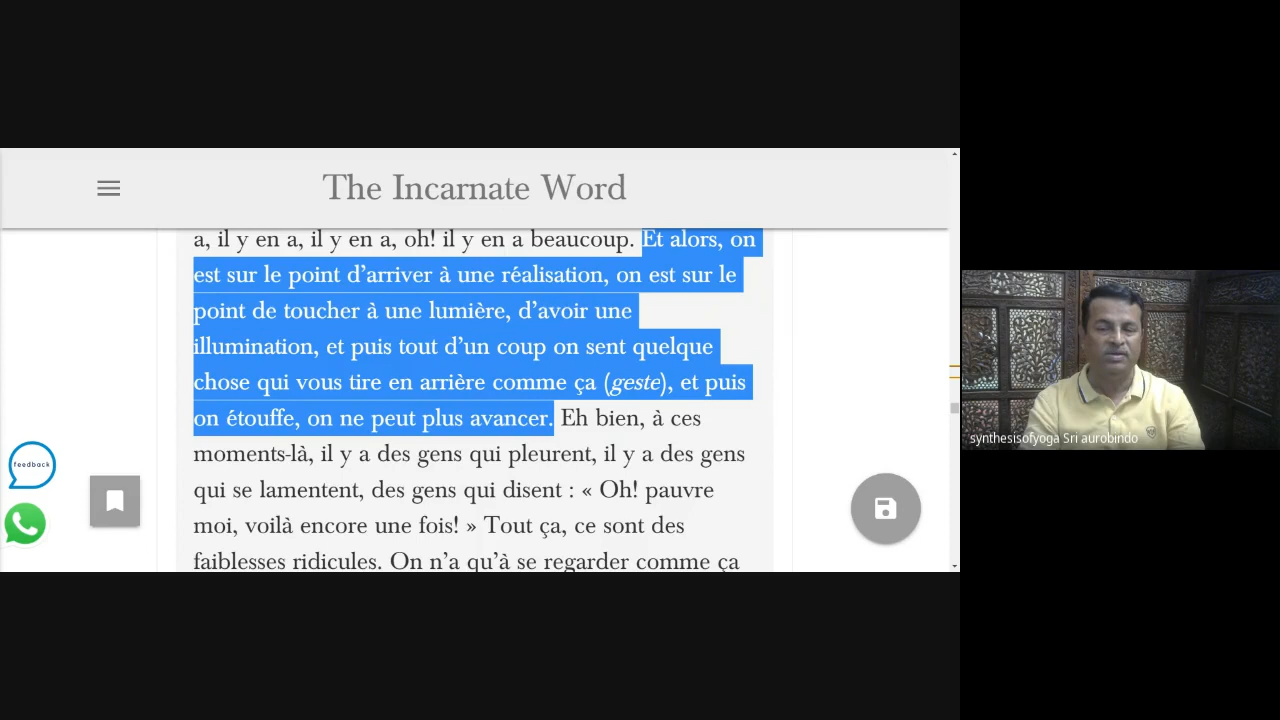 The Incarnate Word
a, il y en a, il y en a, oh! il y en a beaucoup. Et alors, on
est sur le point d’arriver à une réalisation, on est sur le
point de toucher à une lumière, d’avoir une
illumination, et puis tout d’un coup on sent quelque
chose qui vous tire en arrière comme ça (geste), et puis
on étouffe, on ne peut plus avancer. Eh bien, à ces
moments-là, il y a des gens qui pleurent, il y a des gens
qui se lamentent, des gens qui disent : « Oh! pauvre
moi, voilà encore une fois! » Tout ça, ce sont des
faiblesses ridicules. On n’a qu’à se regarder comme ça
feedback
synthesisofyoga Sri aurobindo